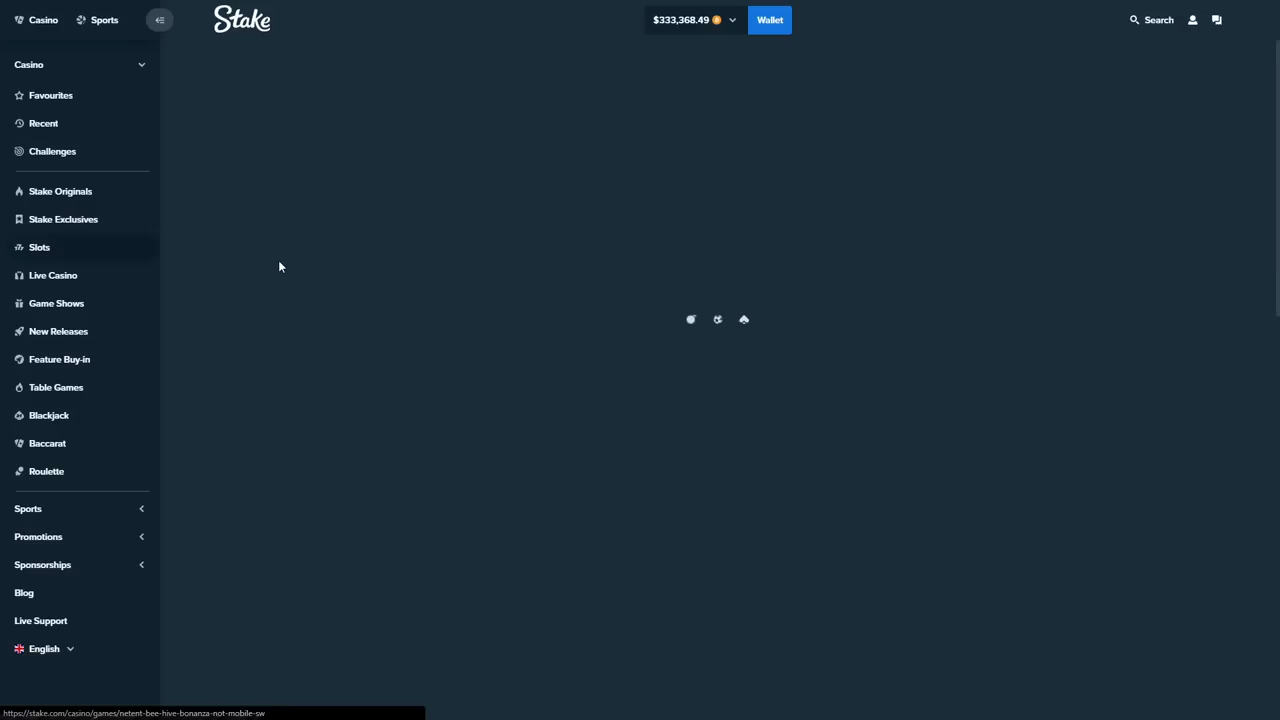 Casino
Sports
Stake
$333,368.49
Wallet
Search
Casino
Favourites
Recent
Challenges
Stake Originals
Stake Exclusives
Slots
Live Casino
Game Shows
New Releases
Feature Buy-in
Table Games
Blackjack
Baccarat
Roulette
Sports
Promotions
Sponsorships
Blog
Live Support
English
https://stake.com/casino/games/netent-bee-hive-bonanza-not-mobile-sw